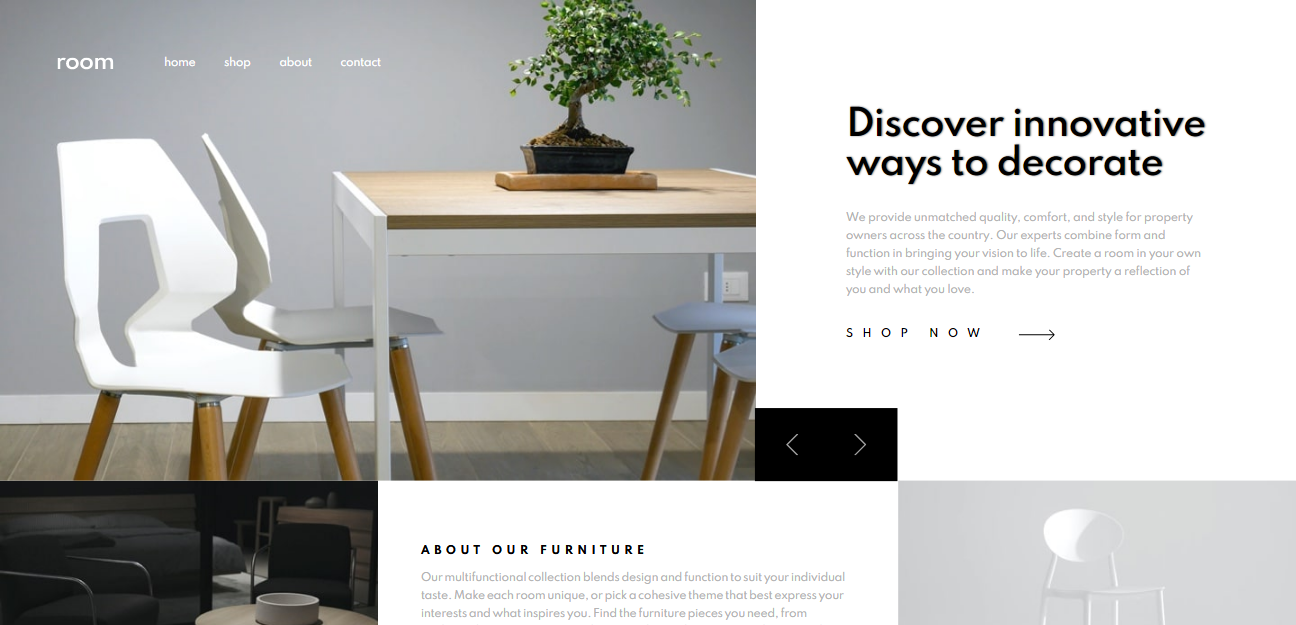 room
home shop about contact
Discover innovative
ways to decorate
We provide unmatched quality, comfort, and style for property
owners across the country. Our experts combine form and
function in bringing your vision to life. Create a room in your own
style with our collection and make your property a reflection of
you and what you love.
SHOP NOW
ABOUT OUR FURNITURE
Our multifunctional collection blends design and function to suit your individual
taste. Make each room unique, or pick a cohesive theme that best express your
interests and what inspires you. Find the furniture pieces you need, from